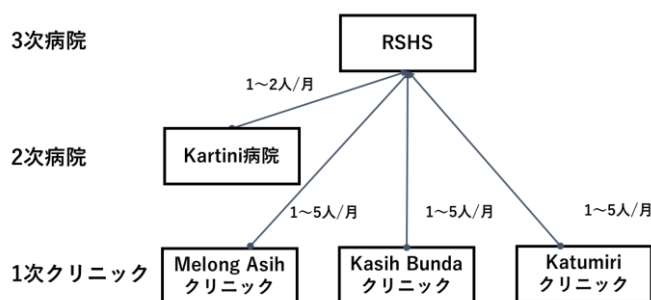 3次病院
RSHS
1～2人/月
2次病院
Kartini病院
1～5人/月
1～5人/月
1～5人/月
1次クリニック
Melong Asih
クリニック
Kasih Bunda
クリニック
Katumiri
クリニック